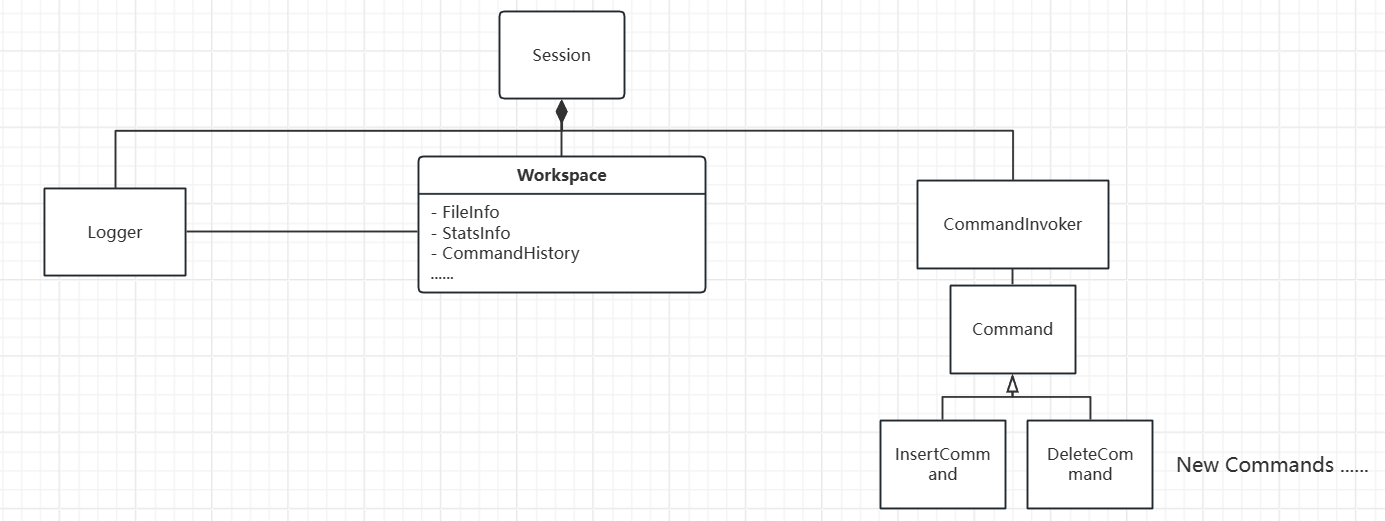 Session
Workspace
- FileInfo
- StatsInfo
- CommandHistory
......
Logger
CommandInvoker
Command
InsertComm
and
DeleteCom
mand
New Commands ......